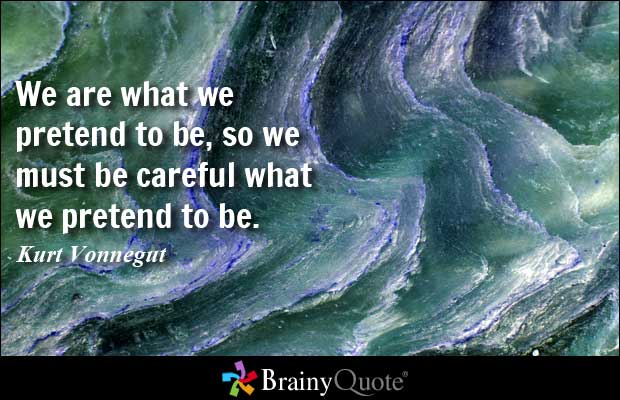 We are what we
pretend to be, so we
must be careful what
we pretend to be.
Kurt Vonnegut
BrainyQuote®